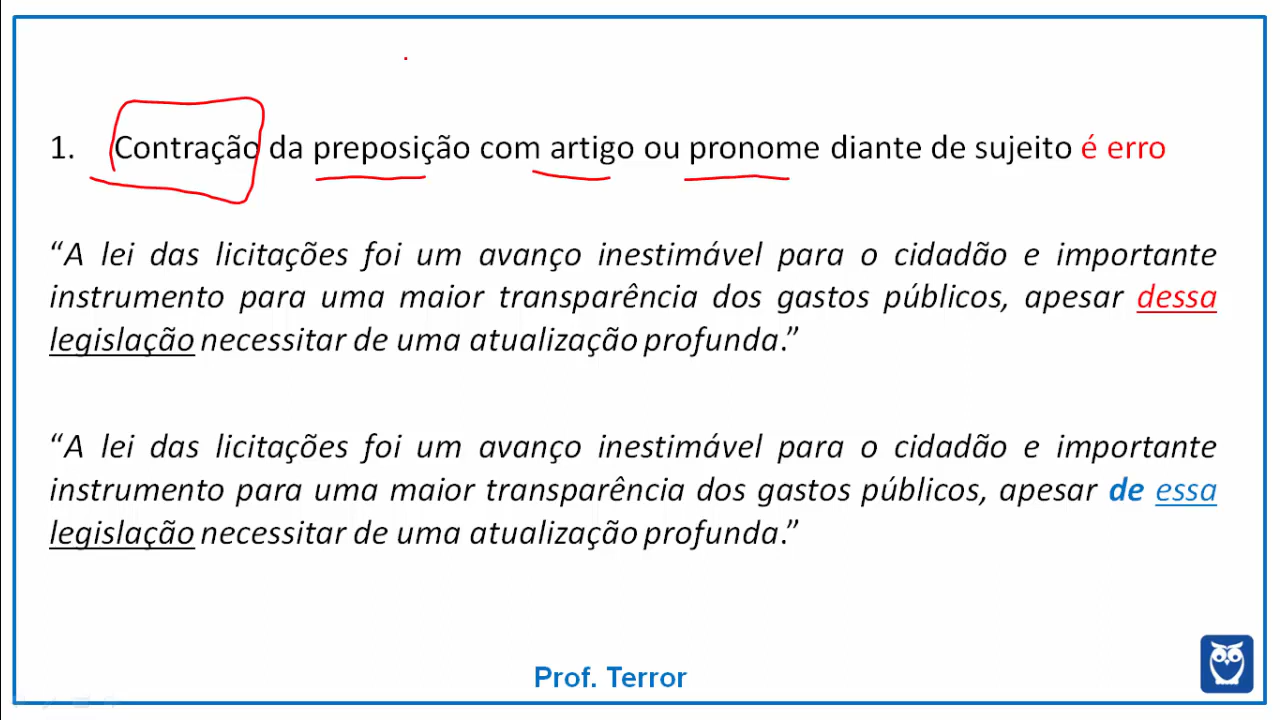 1. Contração da preposição com artigo ou pronome diante de sujeito é erro
“A lei das licitações foi um avanço inestimável para o cidadão e importante
instrumento para uma maior transparência dos gastos públicos, apesar dessa
legislação necessitar de uma atualização profunda.”
“A lei das licitações foi um avanço inestimável para o cidadão e importante
instrumento para uma maior transparência dos gastos públicos, apesar de essa
legislação necessitar de uma atualização profunda.”
Prof. Terror